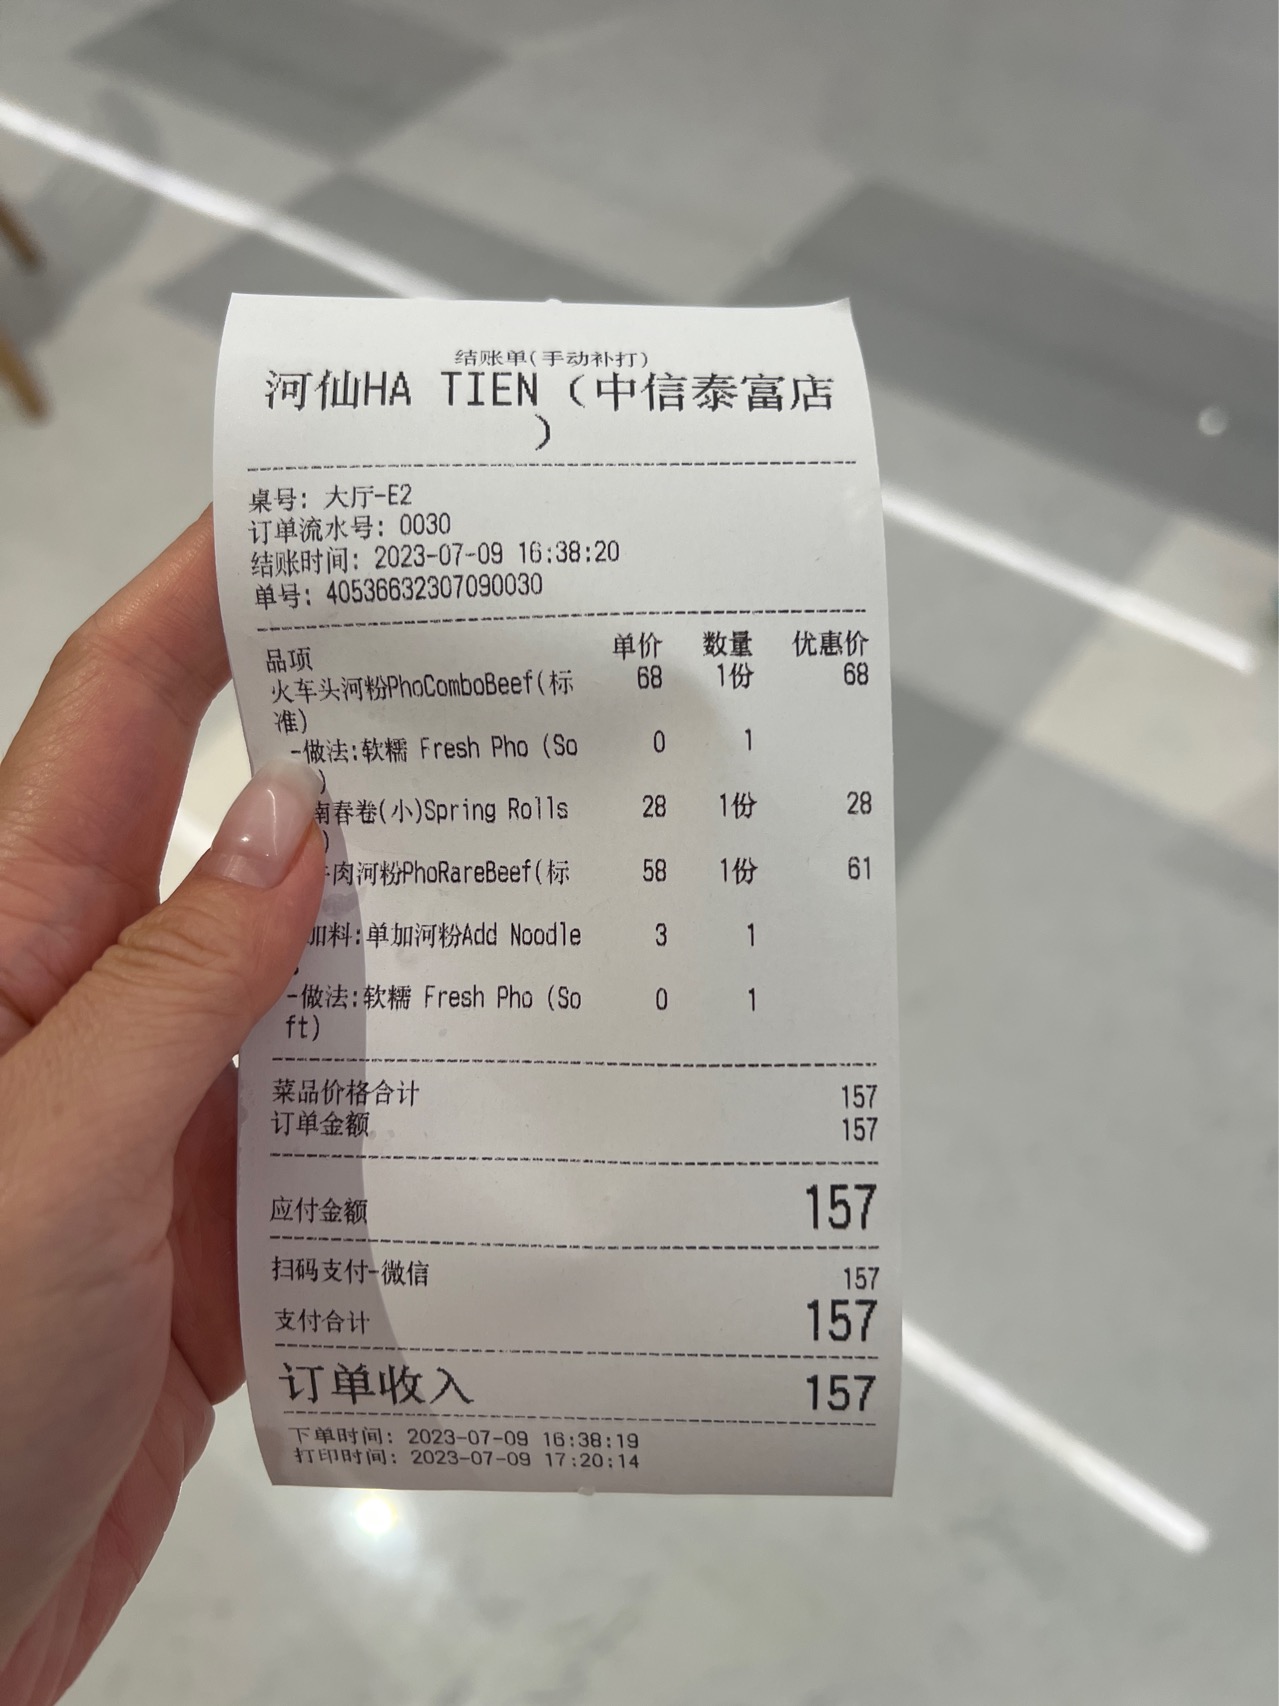 结账单(手动补打)
河仙HA TIEN（中信泰富店
）
桌号: 大厅-E2
订单流水号: 0030
结账时间: 2023-07-09 16:38:20
单号: 40536632307090030
品项 单价 数量 优惠价
火车头河粉PhoComboBeef(标 68 1份 68
准)
-做法:软糯 Fresh Pho (So 0 1
)
南春卷(小)Spring Rolls 28 1份 28
)
牛肉河粉PhoRareBeef(标 58 1份 61
加料:单加河粉Add Noodle 3 1
-做法:软糯 Fresh Pho (So 0 1
ft)
菜品价格合计 157
订单金额 157
应付金额 157
扫码支付-微信 157
支付合计 157
订单收入 157
下单时间: 2023-07-09 16:38:19
打印时间: 2023-07-09 17:20:14